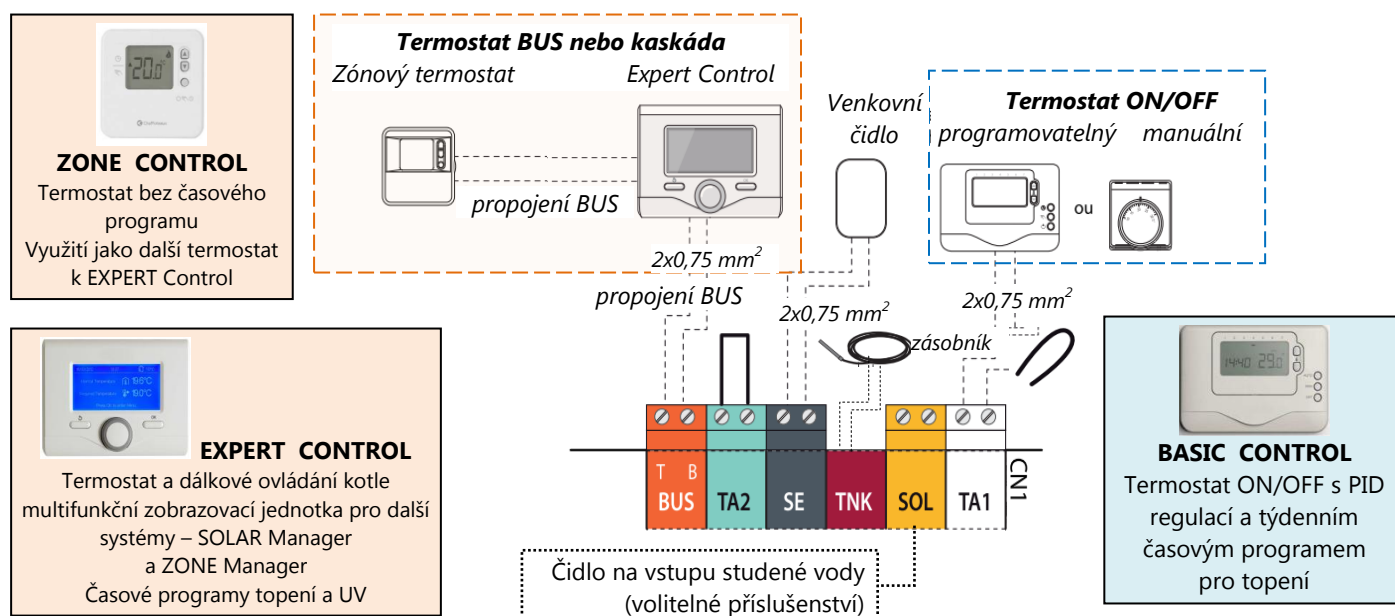 20.0
ZONE CONTROL
Termostat bez časového
programu
Využití jako další termostat
k EXPERT Control
EXPERT CONTROL
Termostat a dálkové ovládání kotle
multifunkční zobrazovací jednotka pro další
systémy – SOLAR Manager
a ZONE Manager
Časové programy topení a UV
Termostat BUS nebo kaskáda
Zónový termostat Expert Control
propojení BUS
2x0,75 mm²
propojení BUS
Venkovní
čidlo
2x0,75 mm²
zásobník
Termostat ON/OFF
programovatelný manuální
ou
2x0,75 mm²
T B
BUS TA2 SE TNK SOL TA1 CN1
Čidlo na vstupu studené vody
(volitelné příslušenství)
14:40 29.0
BASIC CONTROL
Termostat ON/OFF s PID
regulací a týdenním
časovým programem
pro topení